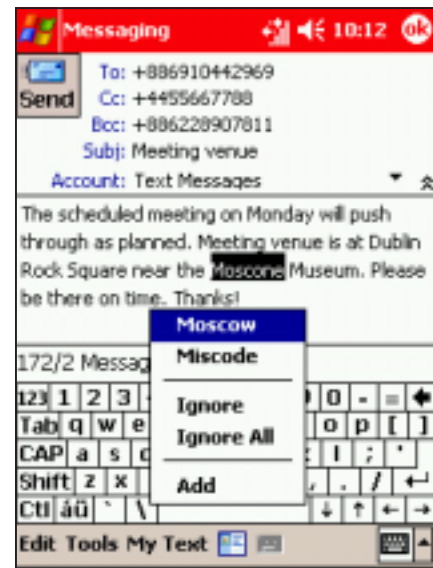 Messaging 10:12 ok
Send
To: +886910442969
Cc: +4455667788
Bcc: +886228907811
Subj: Meeting venue
Account: Text Messages
The scheduled meeting on Monday will push
through as planned. Meeting venue is at Dublin
Rock Square near the Moscone Museum. Please
be there on time. Thanks!
Moscow
Miscode
Ignore
Ignore All
Add
172/2 Messag
123 1 2 3 0 - =
Tab q w e o p [ ]
CAP a s d l ; '
Shift z x , . /
Ctl áü ` \
Edit Tools My Text